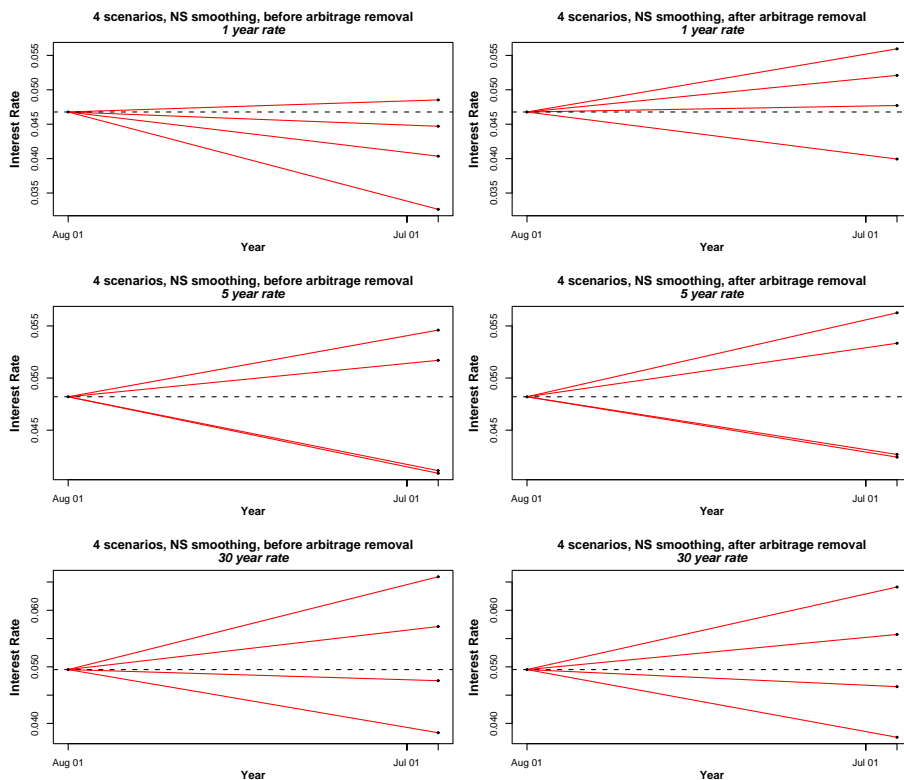 4 scenarios, NS smoothing, before arbitrage removal
1 year rate
Interest Rate
0.035
0.040
0.045
0.050
0.055
Aug 01
Jul 01
Year
4 scenarios, NS smoothing, after arbitrage removal
1 year rate
Interest Rate
0.035
0.040
0.045
0.050
0.055
Aug 01
Jul 01
Year
4 scenarios, NS smoothing, before arbitrage removal
5 year rate
Interest Rate
0.045
0.050
0.055
Aug 01
Jul 01
Year
4 scenarios, NS smoothing, after arbitrage removal
5 year rate
Interest Rate
0.045
0.050
0.055
Aug 01
Jul 01
Year
4 scenarios, NS smoothing, before arbitrage removal
30 year rate
Interest Rate
0.040
0.050
0.060
Aug 01
Jul 01
Year
4 scenarios, NS smoothing, after arbitrage removal
30 year rate
Interest Rate
0.040
0.050
0.060
Aug 01
Jul 01
Year